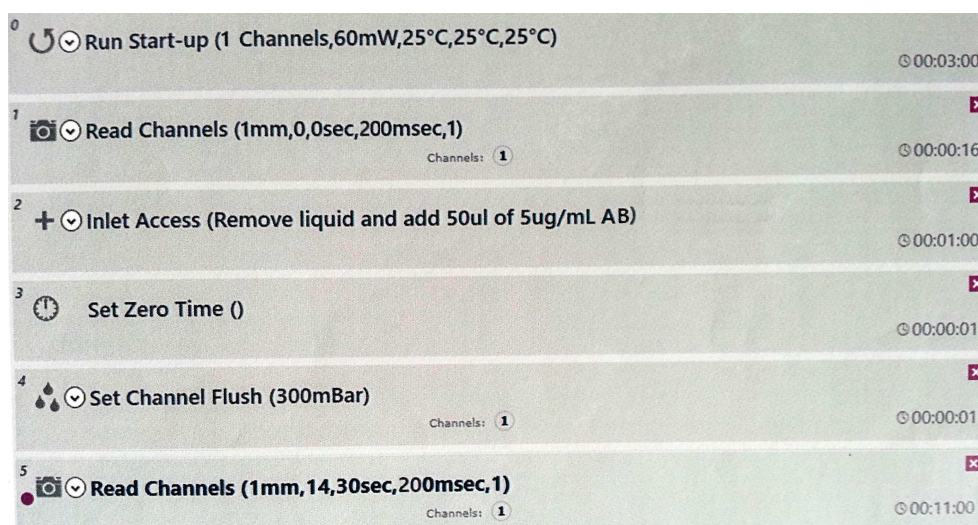 0
Run Start-up (1 Channels,60mW,25°C,25°C,25°C)
00:03:00
1
Read Channels (1mm,0,0sec,200msec,1)
Channels: 1
00:00:16
2
Inlet Access (Remove liquid and add 50ul of 5ug/mL AB)
00:01:00
3
Set Zero Time ()
00:00:01
4
Set Channel Flush (300mBar)
Channels: 1
00:00:01
5
Read Channels (1mm,14,30sec,200msec,1)
Channels: 1
00:11:00